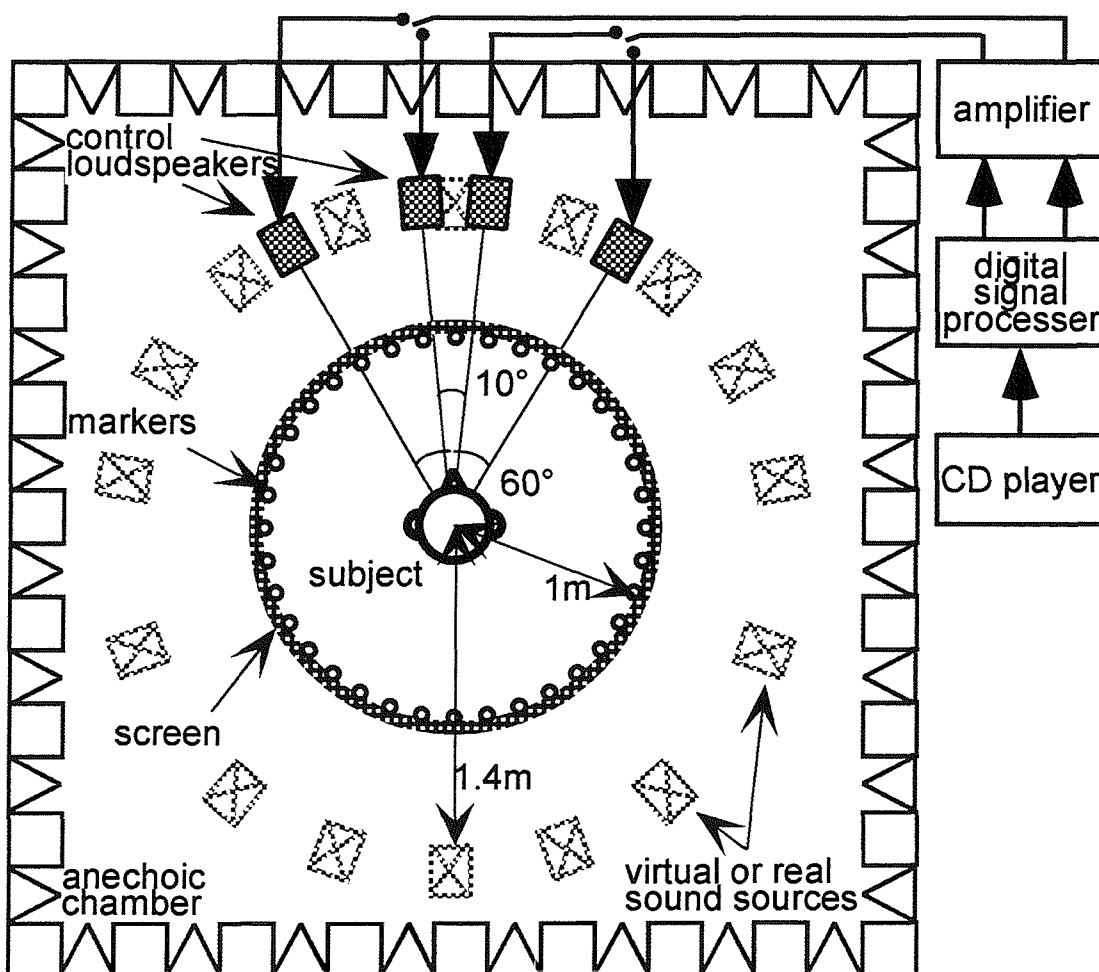 amplifier
control
loudspeakers
digital
signal
processer
10°
markers
60°
CD player
subject
1m
screen
1.4m
anechoic
chamber
virtual or real
sound sources